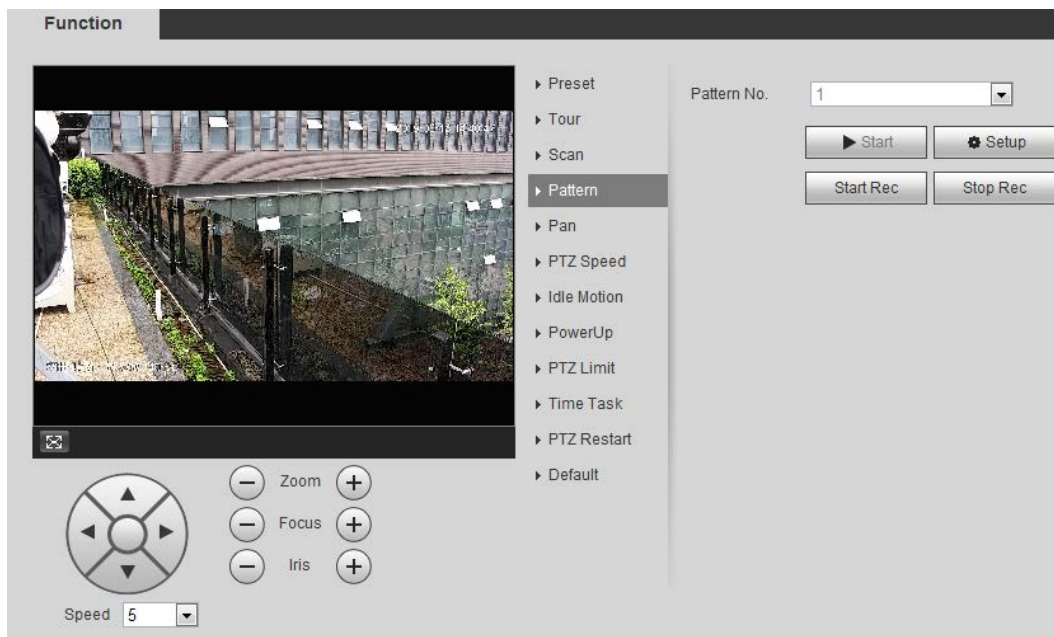 Function
Preset
Tour
Scan
Pattern
Pan
PTZ Speed
Idle Motion
PowerUp
PTZ Limit
Time Task
PTZ Restart
Default
Pattern No.
1
Start
Setup
Start Rec
Stop Rec
Zoom
Focus
Iris
Speed
5